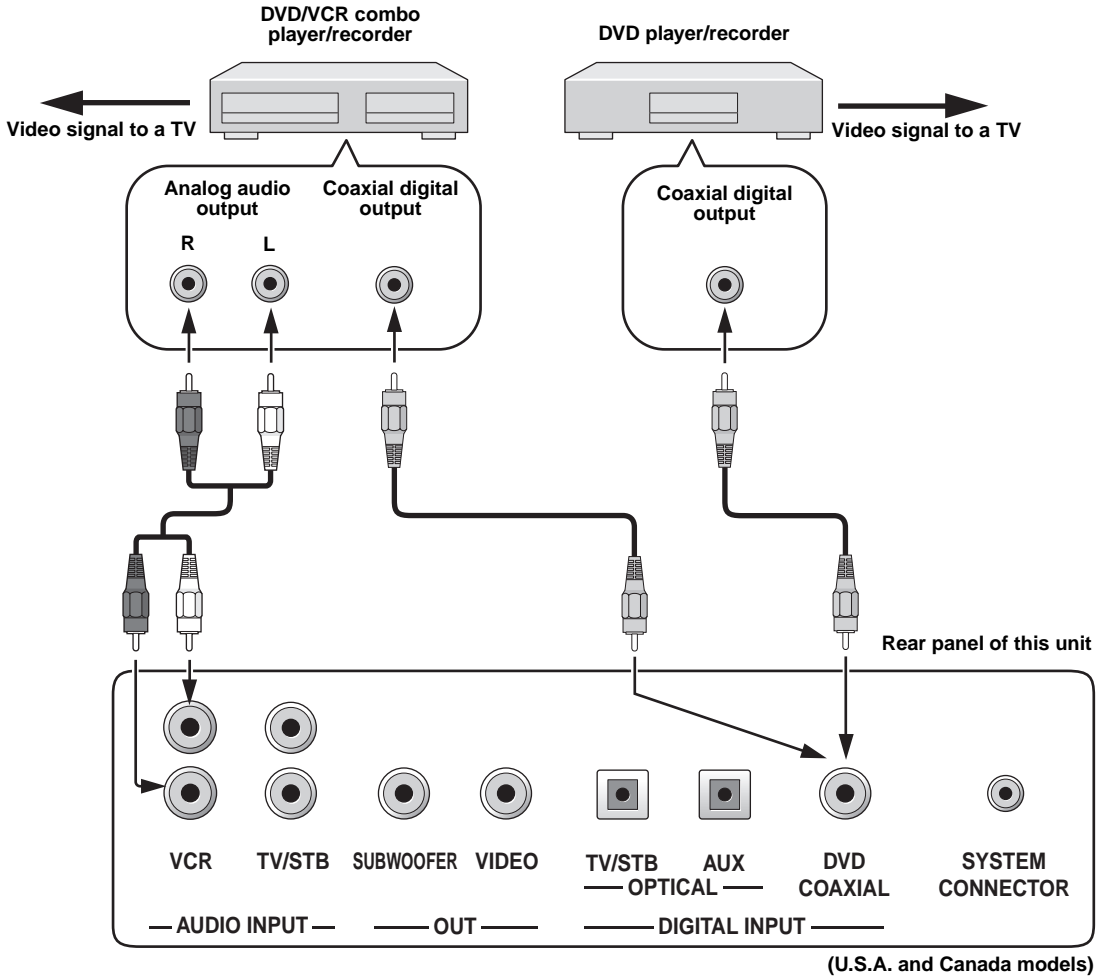 DVD/VCR combo
player/recorder
DVD player/recorder
Video signal to a TV
Video signal to a TV
Analog audio
output
Coaxial digital
output
Coaxial digital
output
R
L
Rear panel of this unit
VCR
TV/STB
SUBWOOFER
VIDEO
TV/STB
AUX
DVD
COAXIAL
SYSTEM
CONNECTOR
OPTICAL
AUDIO INPUT
OUT
DIGITAL INPUT
(U.S.A. and Canada models)